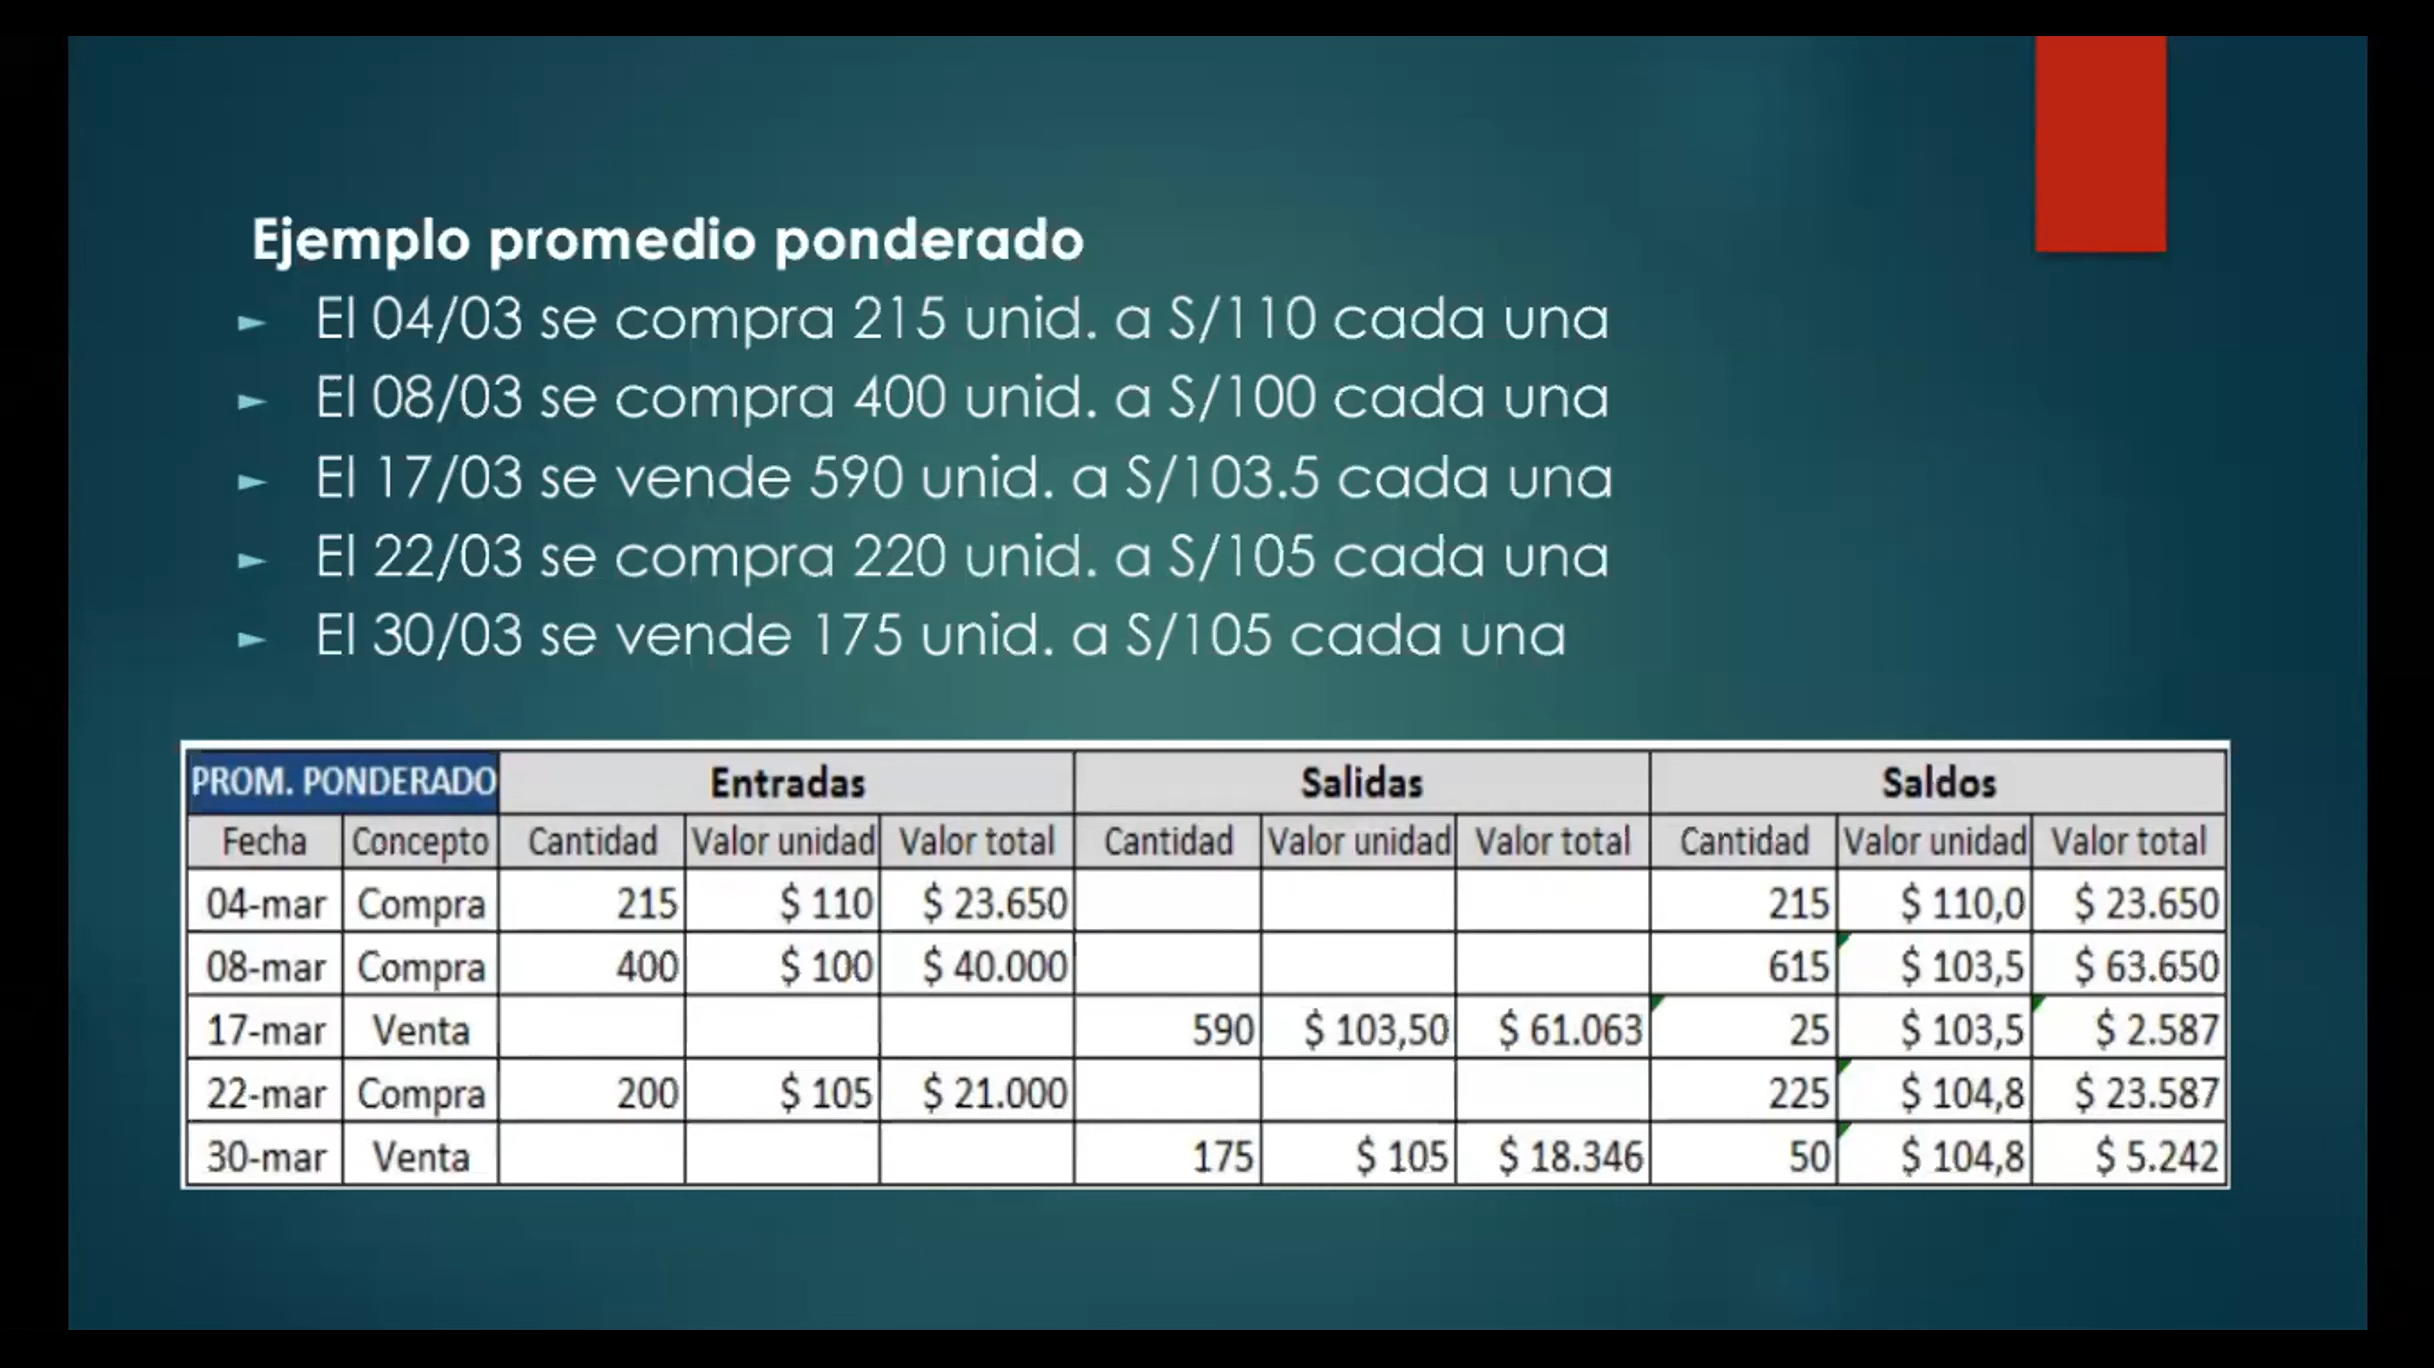 Ejemplo promedio ponderado
► El 04/03 se compra 215 unid. a S/110 cada una
► El 08/03 se compra 400 unid. a S/100 cada una
► El 17/03 se vende 590 unid. a S/103.5 cada una
► El 22/03 se compra 220 unid. a S/105 cada una
► El 30/03 se vende 175 unid. a S/105 cada una
PROM. PONDERADO Entradas Salidas Saldos
Fecha Concepto Cantidad Valor unidad Valor total Cantidad Valor unidad Valor total Cantidad Valor unidad Valor total
04-mar Compra 215 $ 110 $ 23.650 215 $ 110,0 $ 23.650
08-mar Compra 400 $ 100 $ 40.000 615 $ 103,5 $ 63.650
17-mar Venta 590 $ 103,50 $ 61.063 25 $ 103,5 $ 2.587
22-mar Compra 200 $ 105 $ 21.000 225 $ 104,8 $ 23.587
30-mar Venta 175 $ 105 $ 18.346 50 $ 104,8 $ 5.242